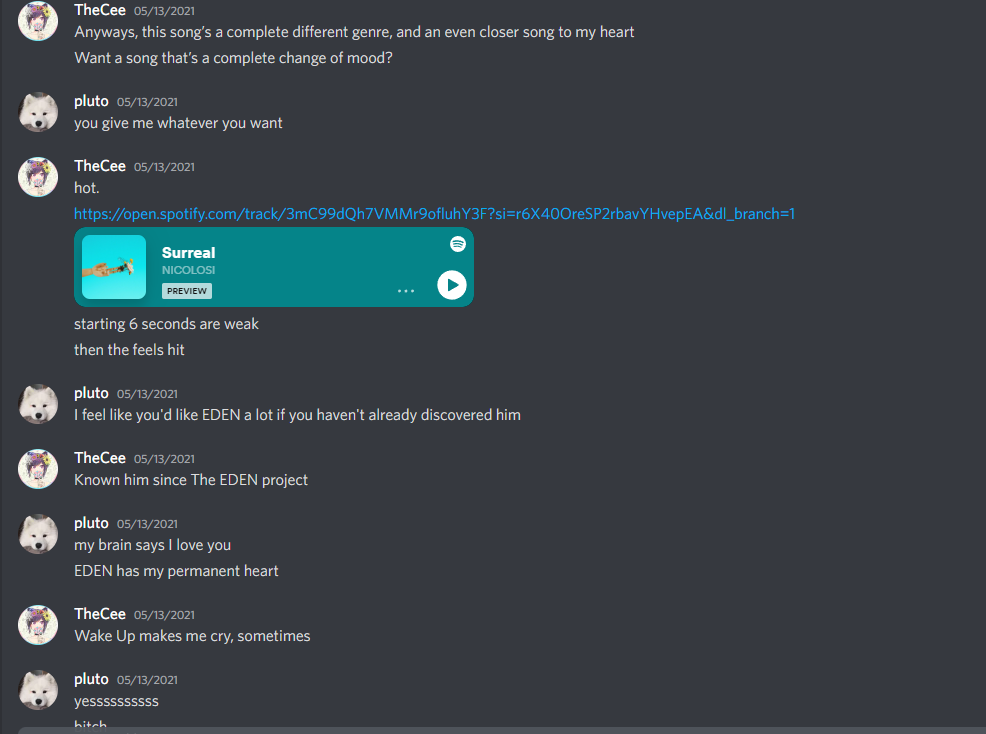 TheCee 05/13/2021
Anyways, this song's a complete different genre, and an even closer song to my heart
Want a song that's a complete change of mood?
pluto 05/13/2021
you give me whatever you want
TheCee 05/13/2021
hot.
https://open.spotify.com/track/3mC99dQh7VMMr9ofluhY3F?si=r6X40OreSP2rbavYHvepEA&dl_branch=1
Surreal
NICOLOSI
PREVIEW
starting 6 seconds are weak
then the feels hit
pluto 05/13/2021
I feel like you'd like EDEN a lot if you haven't already discovered him
TheCee 05/13/2021
Known him since The EDEN project
pluto 05/13/2021
my brain says I love you
EDEN has my permanent heart
TheCee 05/13/2021
Wake Up makes me cry, sometimes
pluto 05/13/2021
yessssssssss
bitch